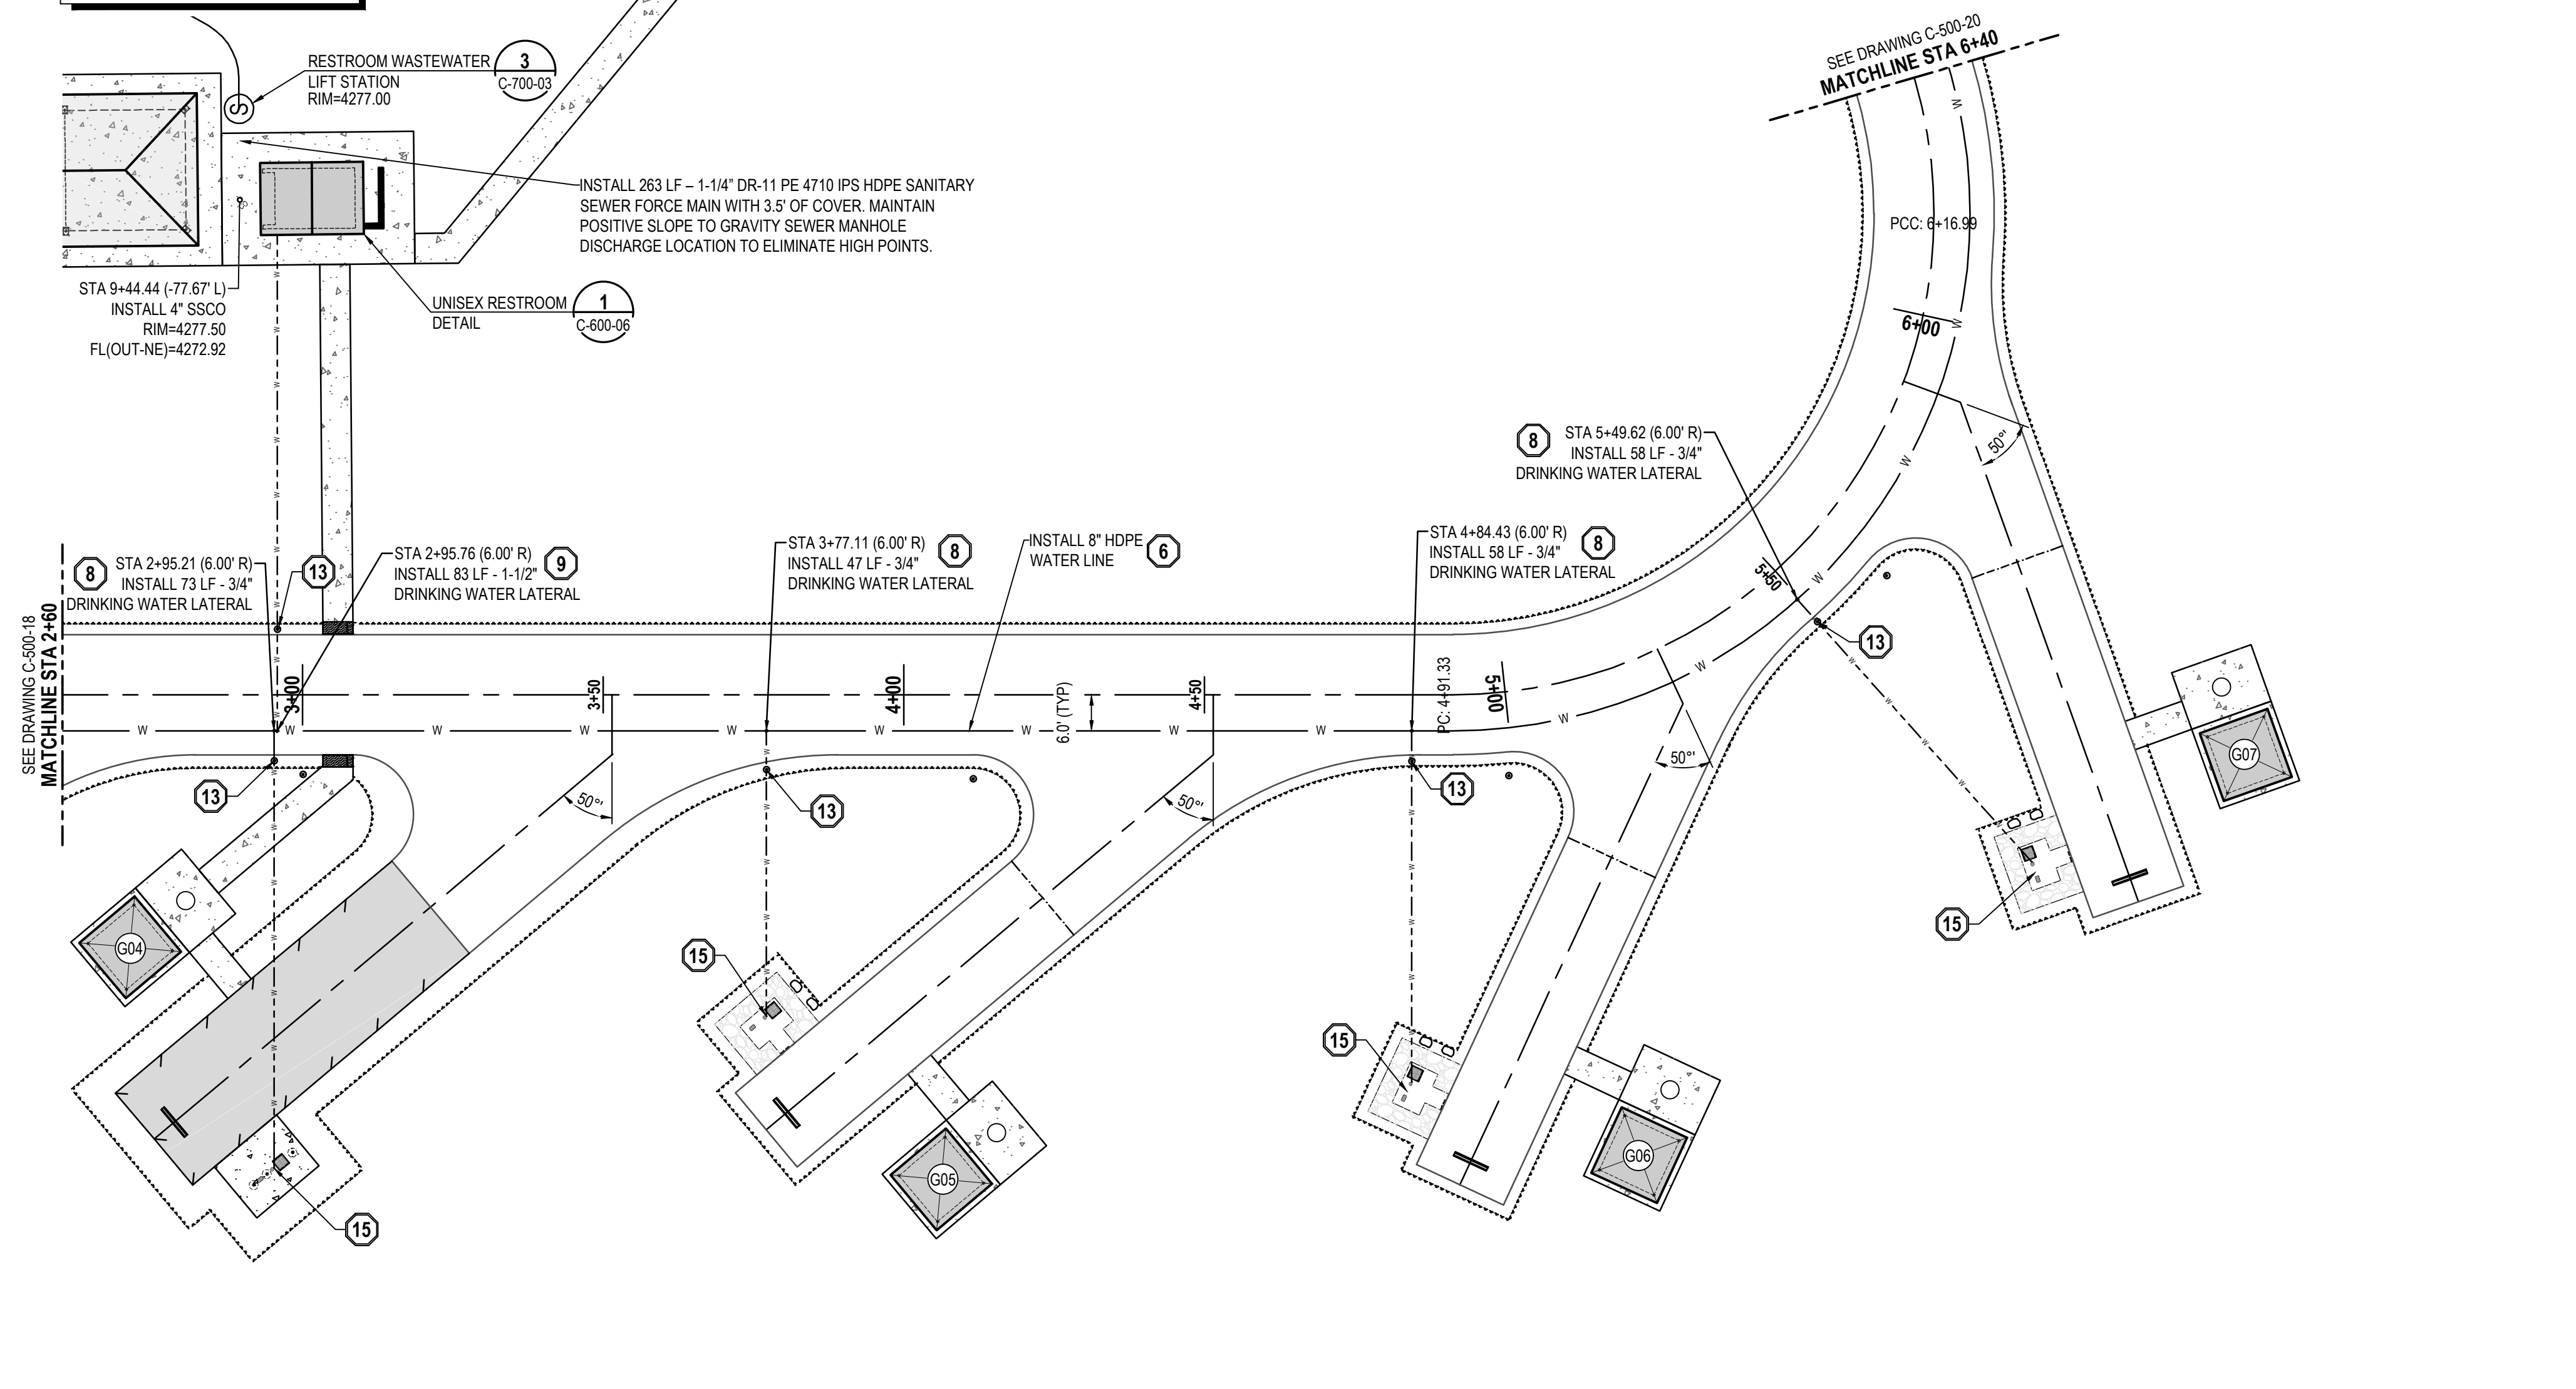 RESTROOM WASTEWATER
LIFT STATION
RIM=4277.00
3
C-700-03
S
INSTALL 263 LF – 1-1/4” DR-11 PE 4710 IPS HDPE SANITARY
SEWER FORCE MAIN WITH 3.5' OF COVER. MAINTAIN
POSITIVE SLOPE TO GRAVITY SEWER MANHOLE
DISCHARGE LOCATION TO ELIMINATE HIGH POINTS.
STA 9+44.44 (-77.67' L)
INSTALL 4" SSCO
RIM=4277.50
FL(OUT-NE)=4272.92
UNISEX RESTROOM
DETAIL
1
C-600-06
SEE DRAWING C-500-20
MATCHLINE STA 6+40
PCC: 6+16.99
6+00
50°'
8
STA 5+49.62 (6.00' R)
INSTALL 58 LF - 3/4"
DRINKING WATER LATERAL
5+50
13
SEE DRAWING C-500-18
MATCHLINE STA 2+60
8
STA 2+95.21 (6.00' R)
INSTALL 73 LF - 3/4"
DRINKING WATER LATERAL
13
STA 2+95.76 (6.00' R)
INSTALL 83 LF - 1-1/2"
DRINKING WATER LATERAL
9
STA 3+77.11 (6.00' R)
INSTALL 47 LF - 3/4"
DRINKING WATER LATERAL
8
INSTALL 8" HDPE
WATER LINE
6
STA 4+84.43 (6.00' R)
INSTALL 58 LF - 3/4"
DRINKING WATER LATERAL
8
3+00
3+50
4+00
6.0' (TYP)
4+50
PC: 4+91.33
5+00
W W W W W W W W W W W W W W W W
13
50°'
13
50°'
13
50°'
G04
15
G05
15
G06
15
G07
15